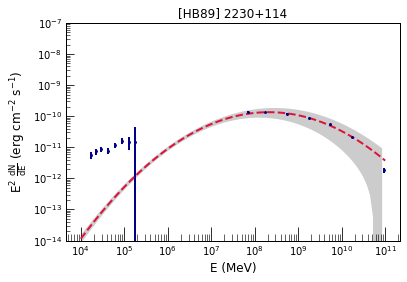 [HB89] 2230+114
E² dN/dE (erg cm⁻² s⁻¹)
10⁻⁷
10⁻⁸
10⁻⁹
10⁻¹⁰
10⁻¹¹
10⁻¹²
10⁻¹³
10⁻¹⁴
10⁴ 10⁵ 10⁶ 10⁷ 10⁸ 10⁹ 10¹⁰ 10¹¹
E (MeV)